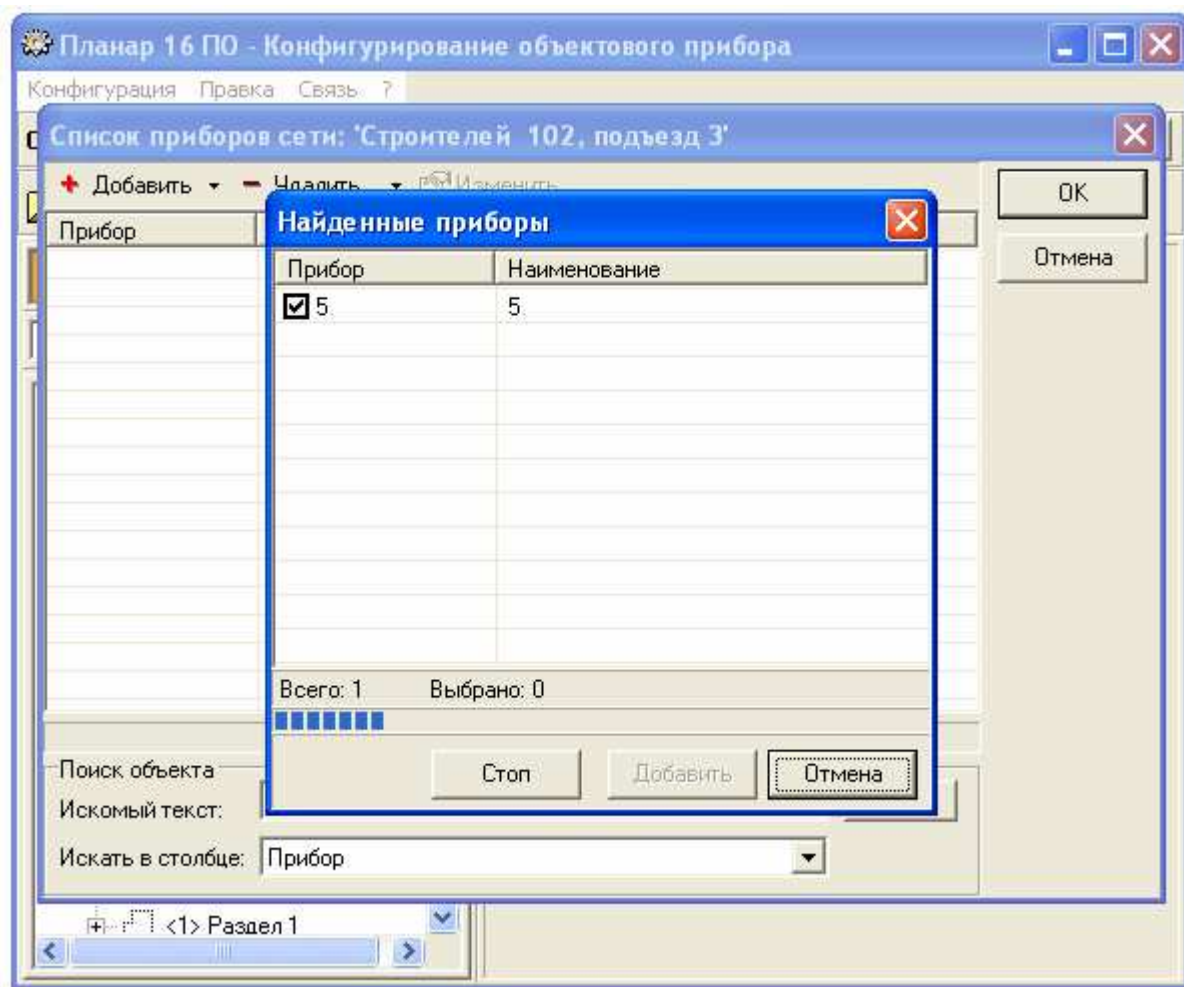 Планар 16 ПО - Конфигурирование объектового прибора
Конфигурация Правка Связь ?
Список приборов сети: 'Строителей 102, подъезд 3'
Добавить Удалить Изменить
OK
Прибор
Отмена
Найденные приборы
Прибор Наименование
5 5
Всего: 1 Выбрано: 0
Стоп Добавить Отмена
Поиск объекта
Искомый текст:
Искать в столбце: Прибор
<1> Раздел 1